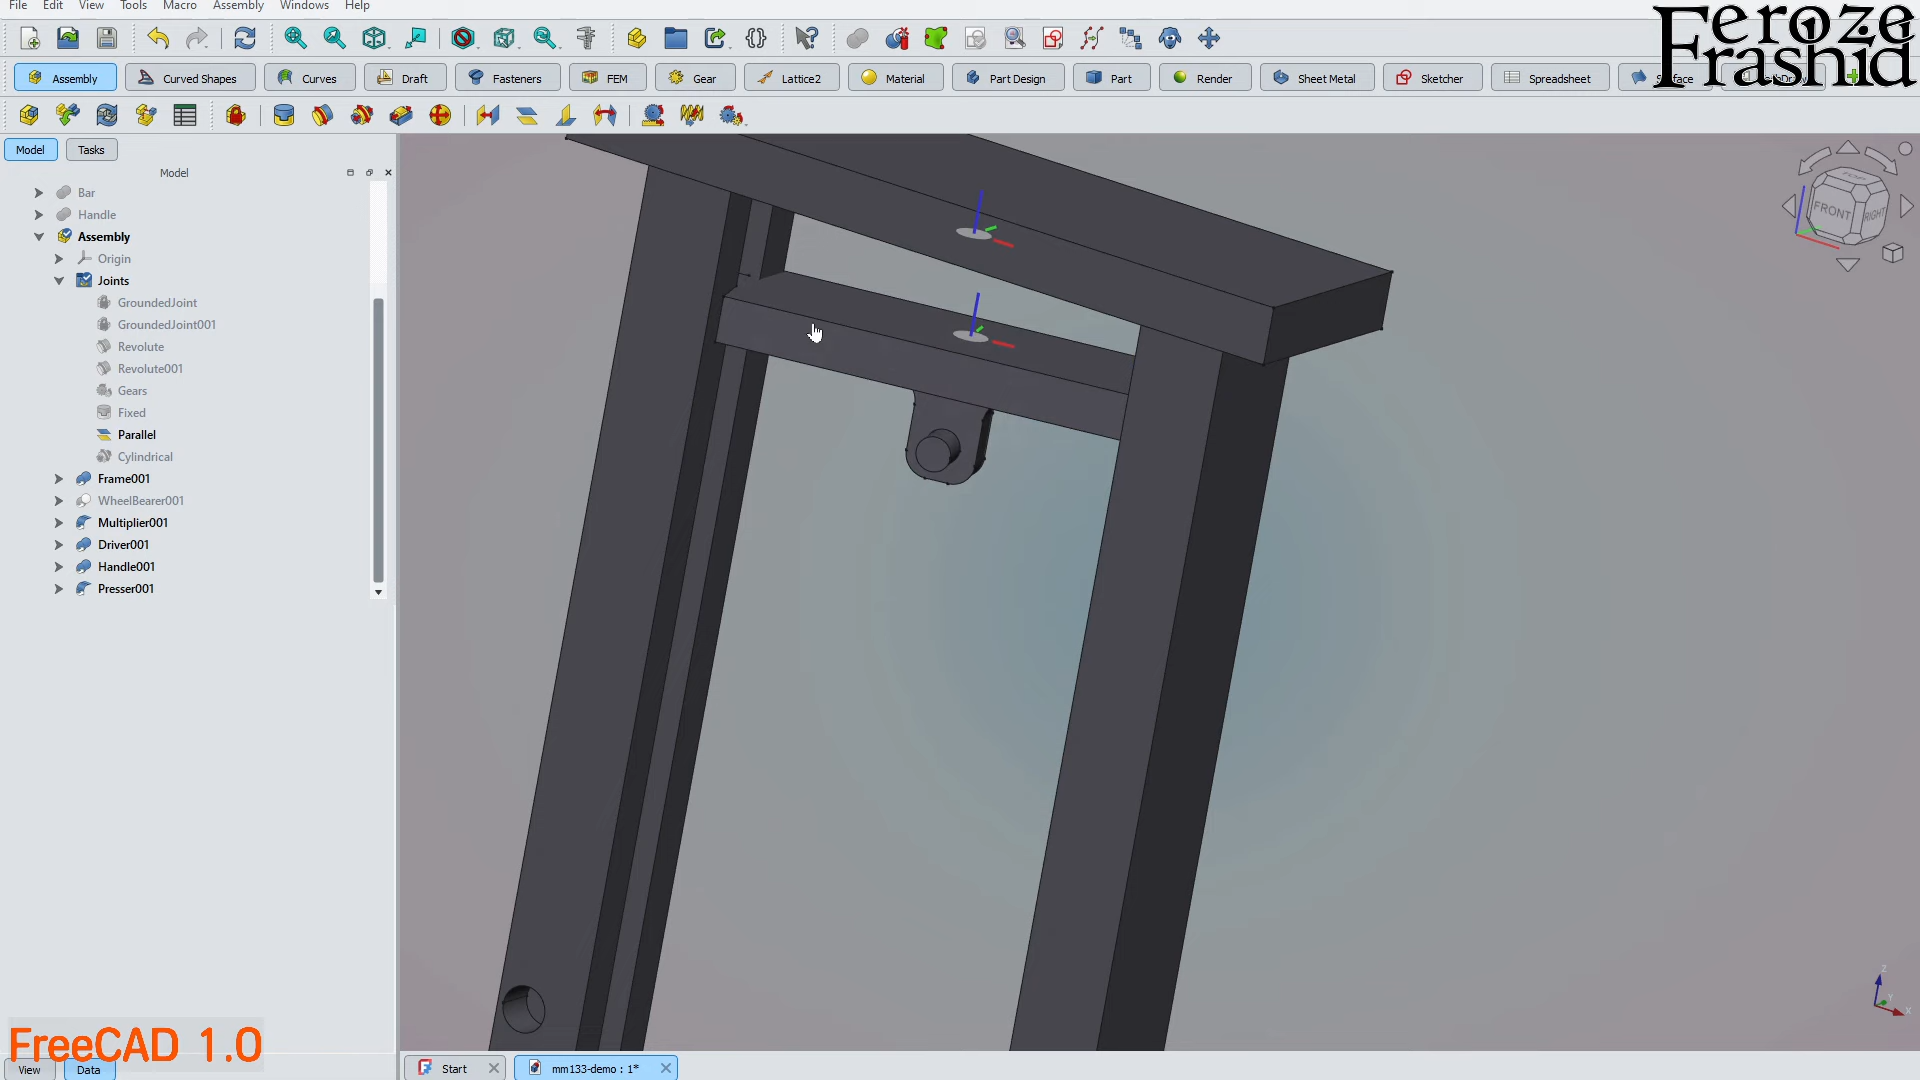 File Edit View Tools Macro Assembly Windows Help
Feroze
Frashid
Assembly Curved Shapes Curves Draft Fasteners FEM Gear Lattice2 Material Part Design Part Render Sheet Metal Sketcher Spreadsheet
Model Tasks
Model
Bar
Handle
Assembly
Origin
Joints
GroundedJoint
GroundedJoint001
Revolute
Revolute001
Gears
Fixed
Parallel
Cylindrical
Frame001
WheelBearer001
Multiplier001
Driver001
Handle001
Presser001
TOP
FRONT RIGHT
Z
Y
X
FreeCAD 1.0
View Data
Start mm133-demo : 1*